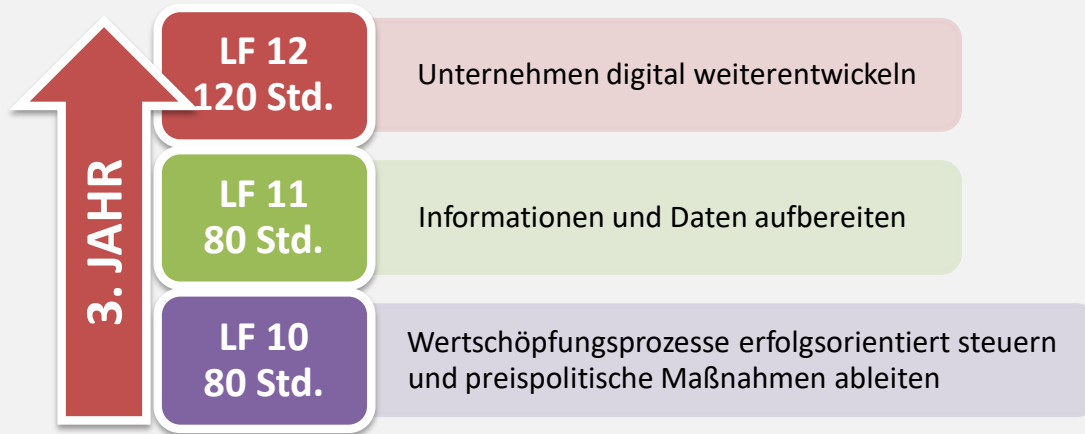 3. JAHR
LF 12
120 Std.
Unternehmen digital weiterentwickeln
LF 11
80 Std.
Informationen und Daten aufbereiten
LF 10
80 Std.
Wertschöpfungsprozesse erfolgsorientiert steuern
und preispolitische Maßnahmen ableiten